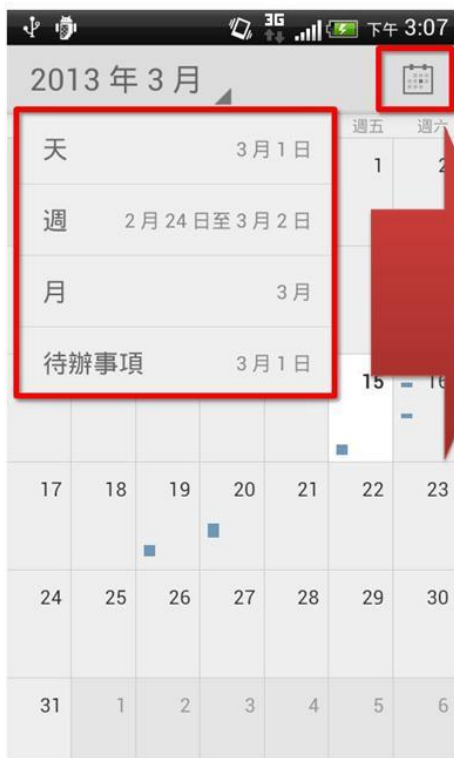 3G 下午 3:07
2013 年 3 月
週五 週六
天 3月1日
週 2月24日至3月2日
月 3月
待辦事項 3月1日
1 2
15 16
17 18 19 20 21 22 23
24 25 26 27 28 29 30
31 1 2 3 4 5 6